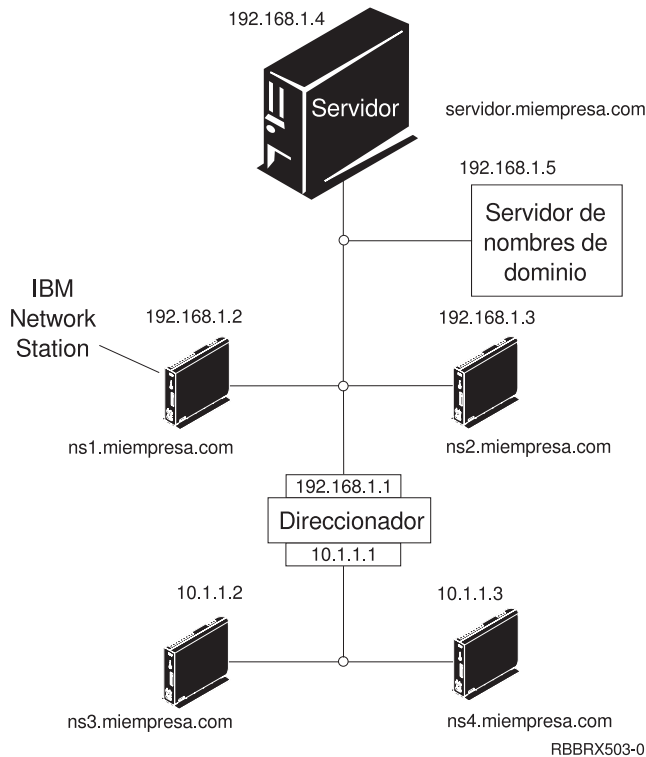 192.168.1.4
Servidor
servidor.miempresa.com
192.168.1.5
Servidor de
nombres de
dominio
IBM
Network
Station
192.168.1.2
192.168.1.3
ns1.miempresa.com
ns2.miempresa.com
192.168.1.1
Direccionador
10.1.1.1
10.1.1.2
10.1.1.3
ns3.miempresa.com
ns4.miempresa.com
RBBRX503-0